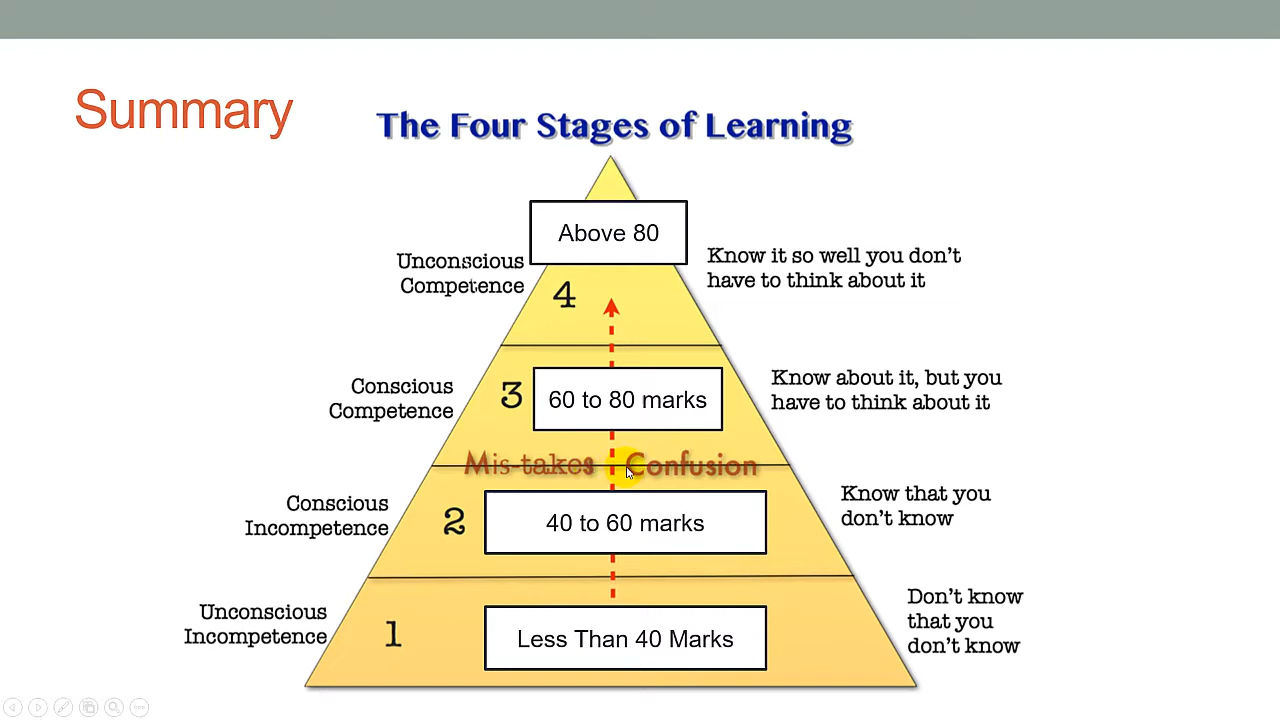 Summary
The Four Stages of Learning
Above 80
Unconscious
Competence
4
Know it so well you don't
have to think about it
Conscious
Competence
3
60 to 80 marks
Know about it, but you
have to think about it
Mis-takes Confusion
Conscious
Incompetence
2
40 to 60 marks
Know that you
don't know
Unconscious
Incompetence
1
Less Than 40 Marks
Don't know
that you
don't know